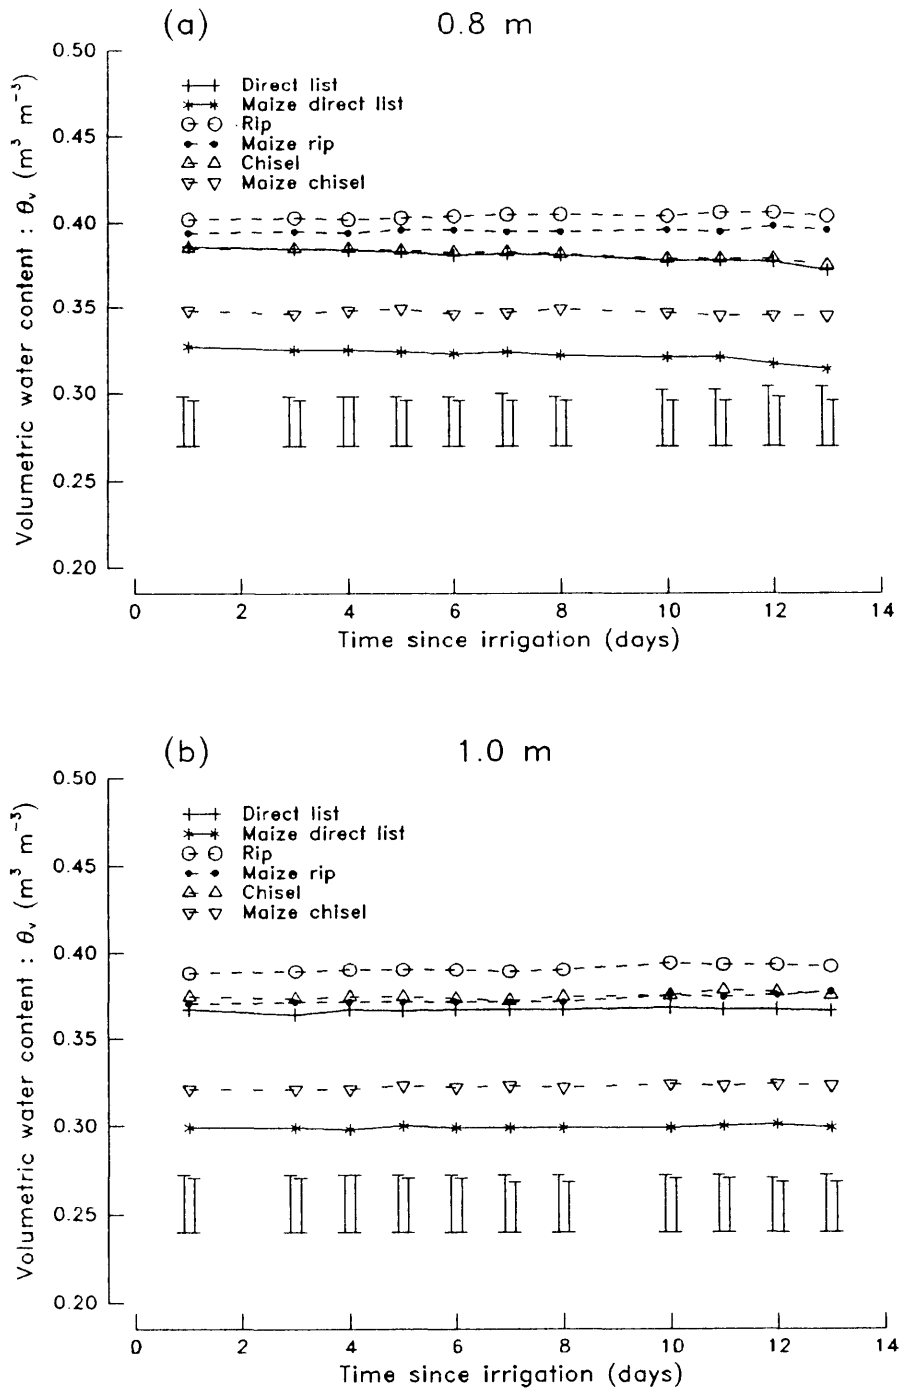 (a) 0.8 m
Volumetric water content : θv (m³ m⁻³)
0.50
0.45
0.40
0.35
0.30
0.25
0.20
Direct list
Maize direct list
Rip
Maize rip
Chisel
Maize chisel
0 2 4 6 8 10 12 14
Time since irrigation (days)
(b) 1.0 m
Volumetric water content : θv (m³ m⁻³)
0.50
0.45
0.40
0.35
0.30
0.25
0.20
Direct list
Maize direct list
Rip
Maize rip
Chisel
Maize chisel
0 2 4 6 8 10 12 14
Time since irrigation (days)